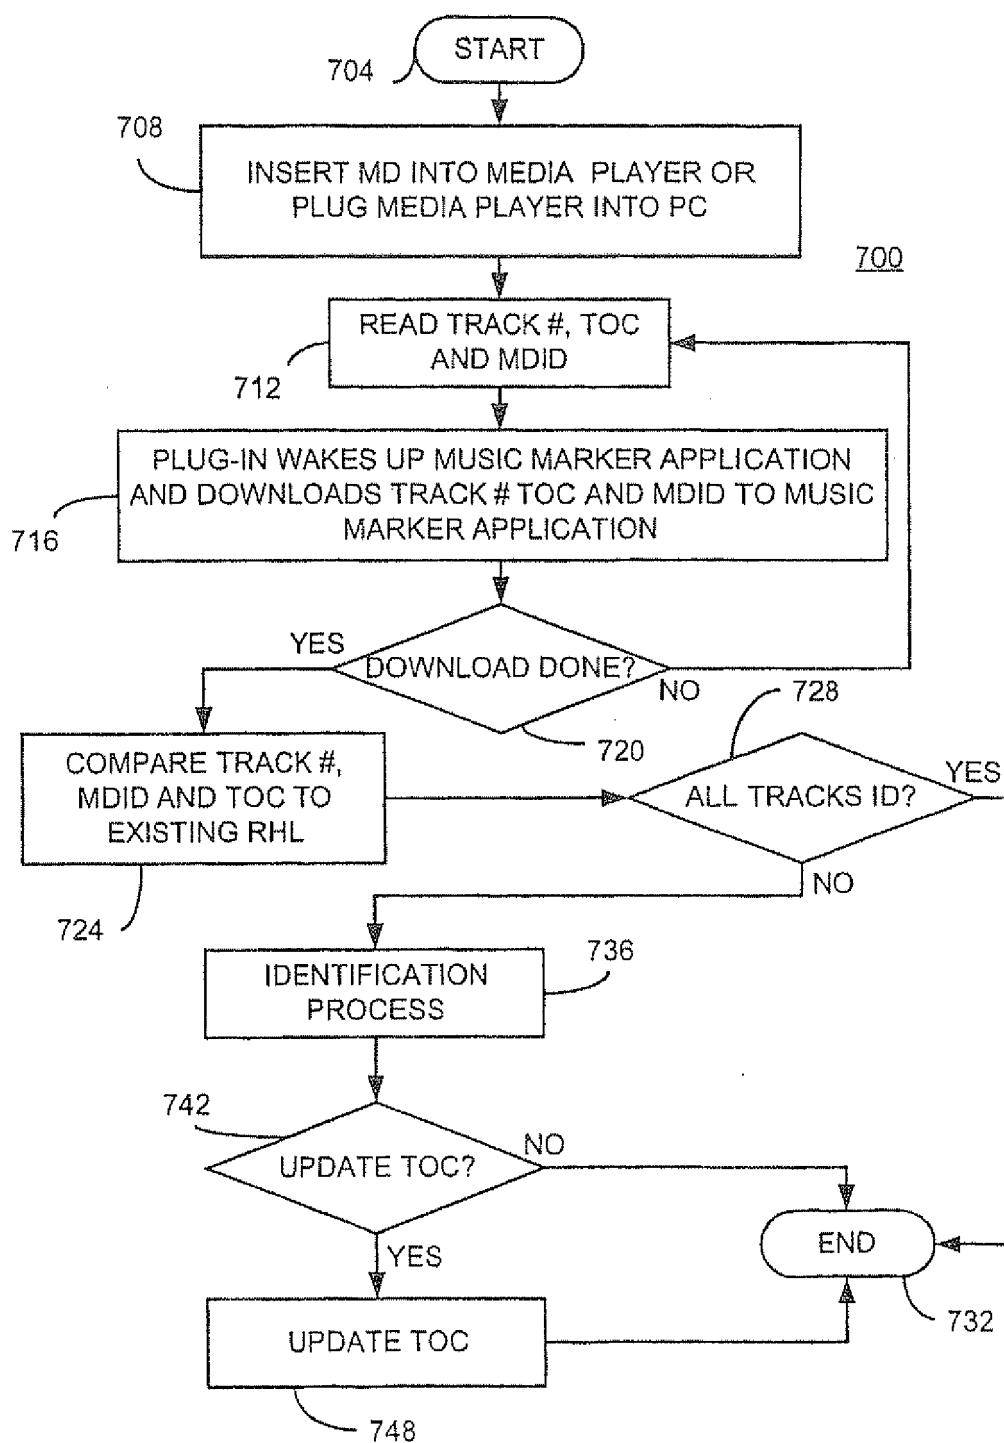 START
704
708
INSERT MD INTO MEDIA PLAYER OR
PLUG MEDIA PLAYER INTO PC
700
READ TRACK #, TOC
AND MDID
712
PLUG-IN WAKES UP MUSIC MARKER APPLICATION
AND DOWNLOADS TRACK # TOC AND MDID TO MUSIC
MARKER APPLICATION
716
YES
DOWNLOAD DONE?
NO
728
720
COMPARE TRACK #,
MDID AND TOC TO
EXISTING RHL
YES
ALL TRACKS ID?
NO
724
736
IDENTIFICATION
PROCESS
742
NO
UPDATE TOC?
YES
END
732
UPDATE TOC
748